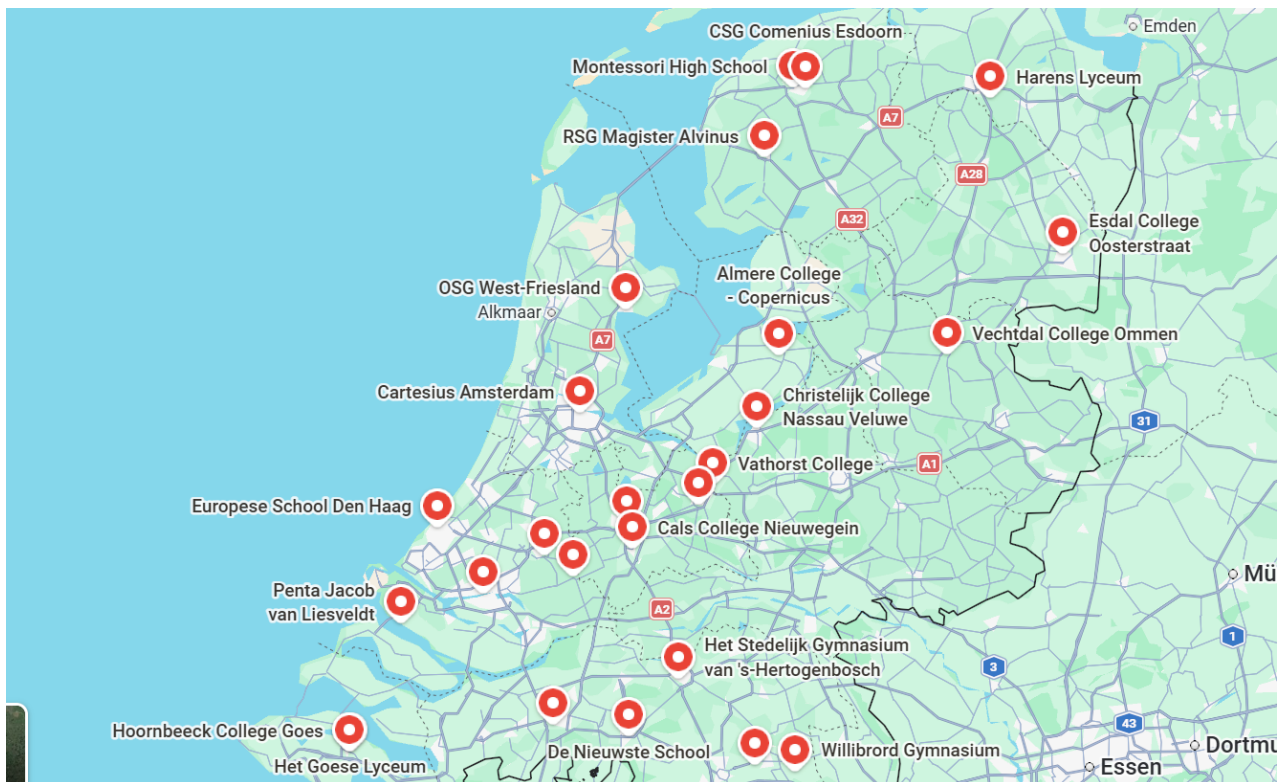 CSG Comenius Esdoorn
Emden
Montessori High School
Harens Lyceum
A7
RSG Magister Alvinus
A28
A32
Esdal College
Oosterstraat
OSG West-Friesland
Alkmaar
Almere College
- Copernicus
A7
Vechtdal College Ommen
Cartesius Amsterdam
Christelijk College
Nassau Veluwe
31
Vathorst College
A1
Europese School Den Haag
Cals College Nieuwegein
Mü
Penta Jacob
van Liesveldt
A2
1
Het Stedelijk Gymnasium
van 's-Hertogenbosch
3
Hoornbeeck College Goes
43
De Nieuwste School
Willibrord Gymnasium
Dortmu
Het Goese Lyceum
Essen